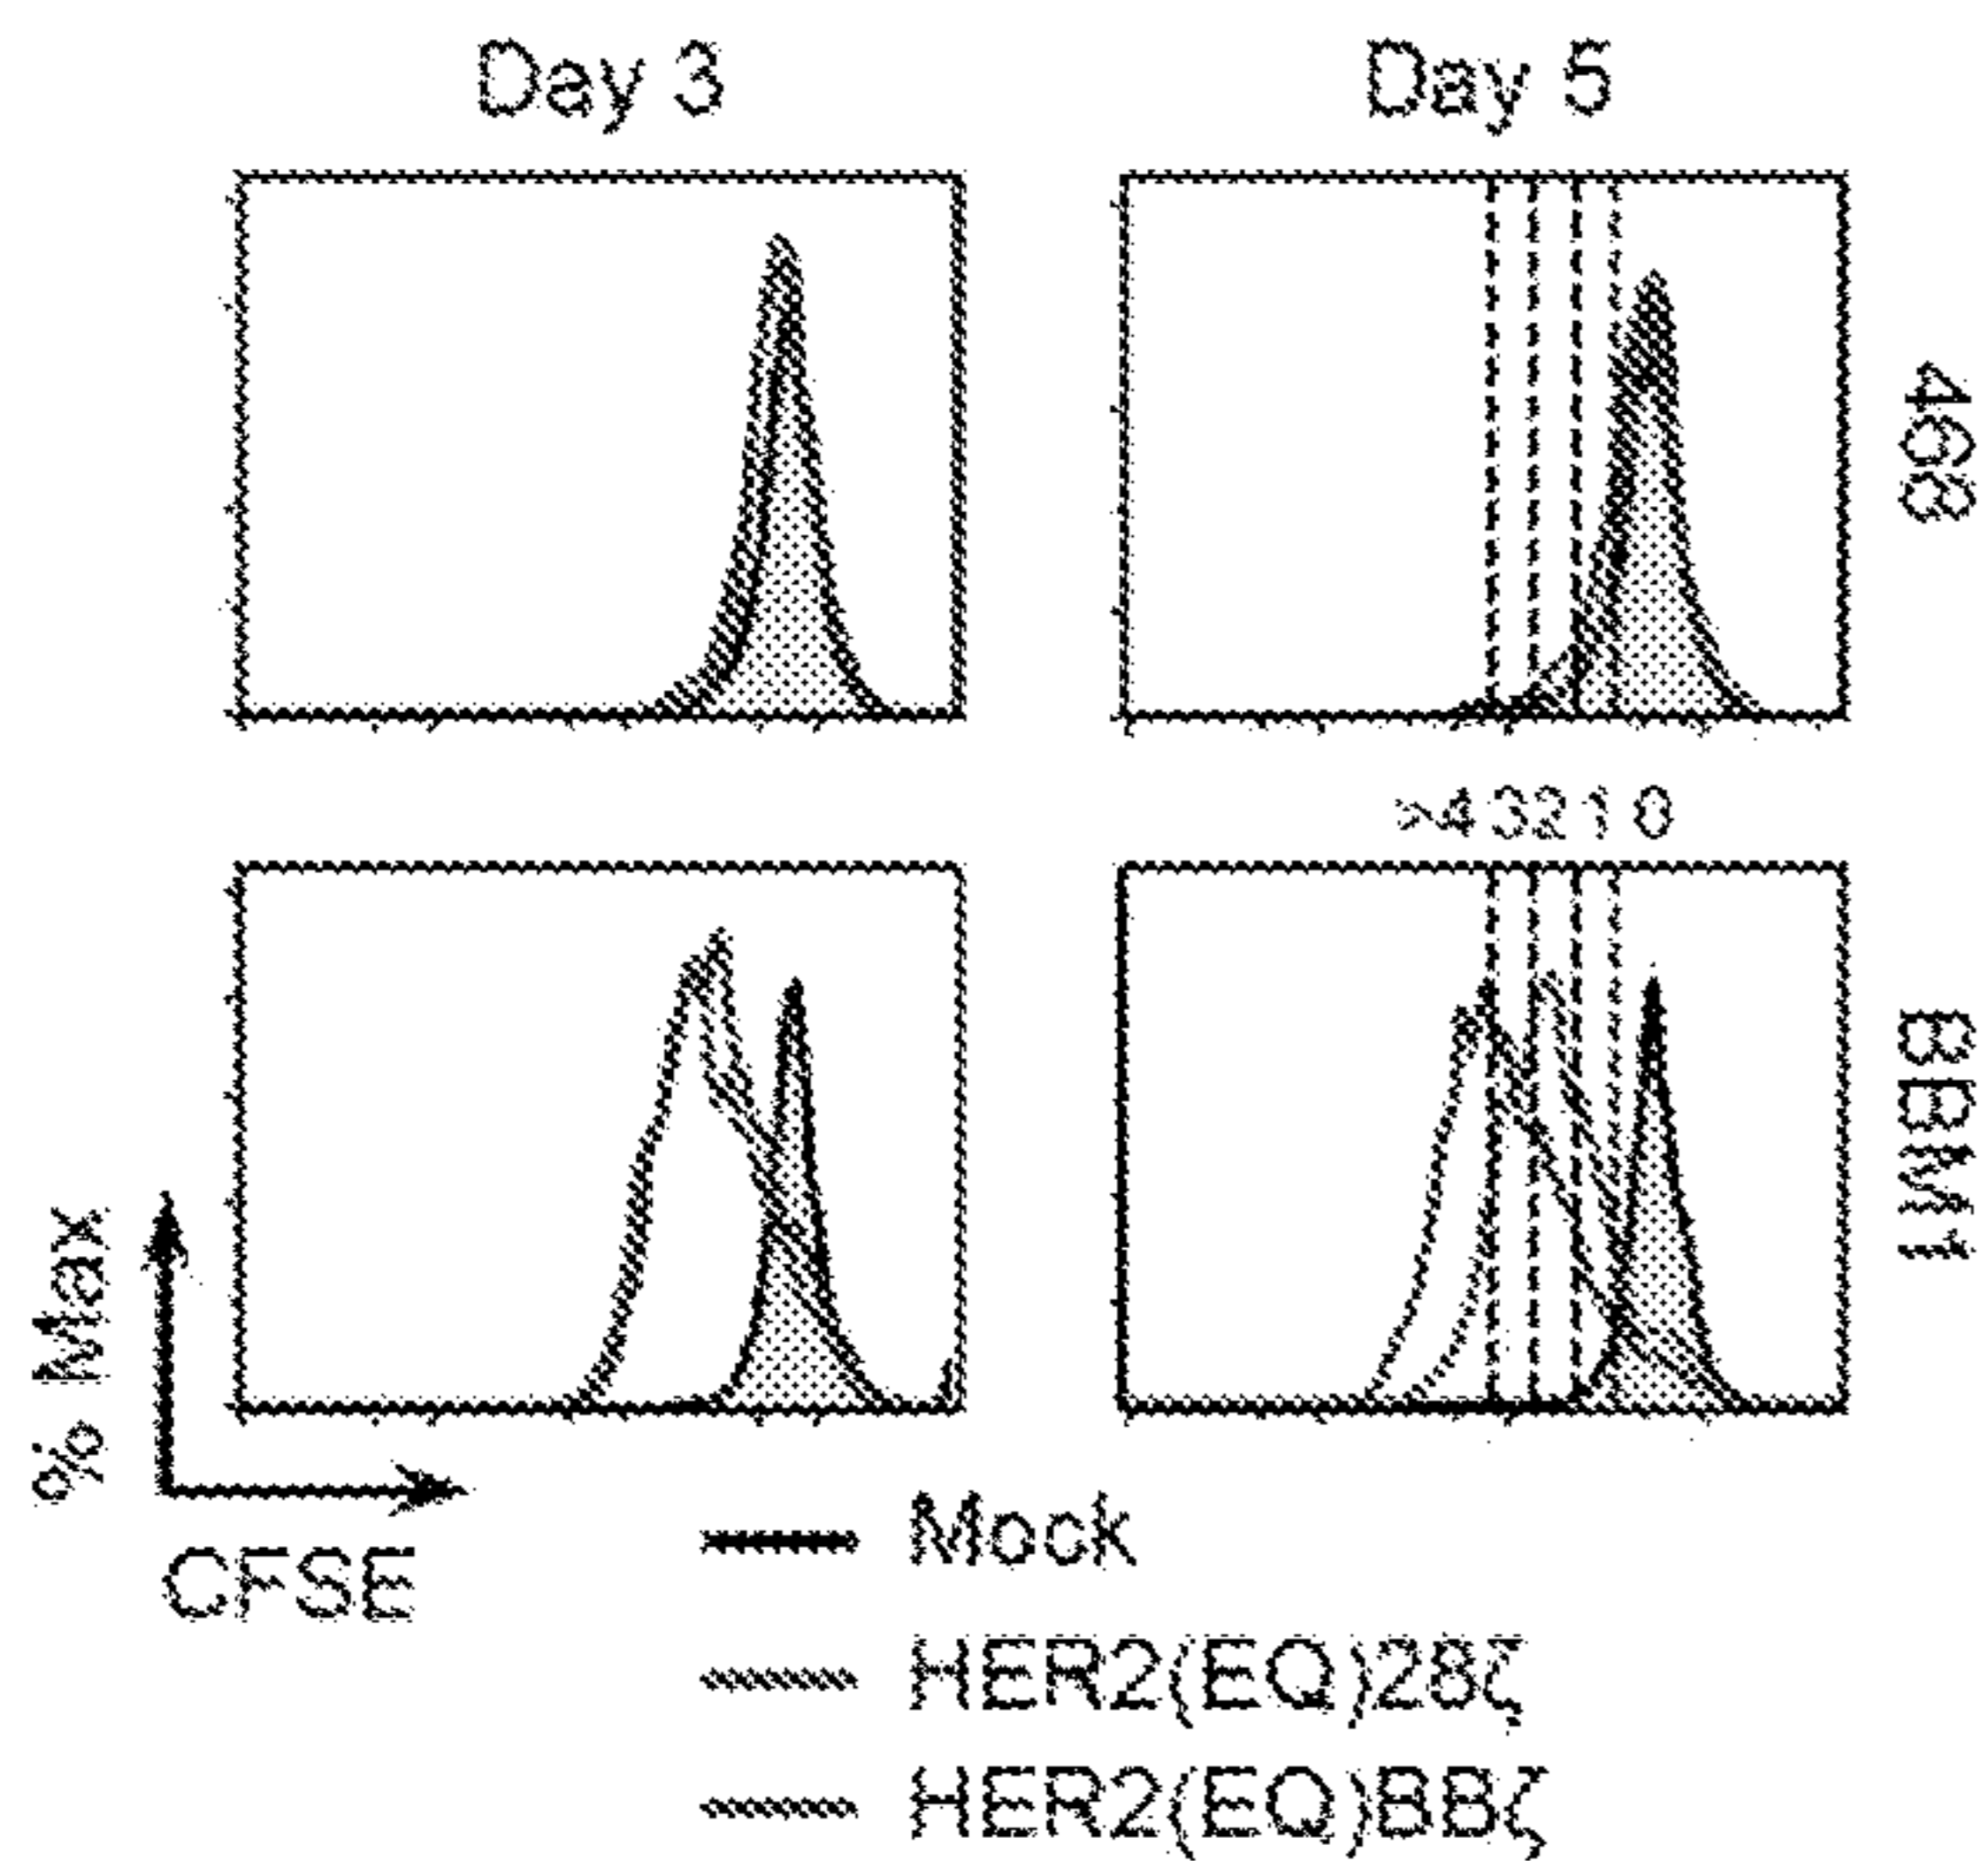 Day 3
Day 5
468
>4 3 2 1 0
BBM1
% Max
CFSE
Mock
HER2(EQ)28ζ
HER2(EQ)BBζ